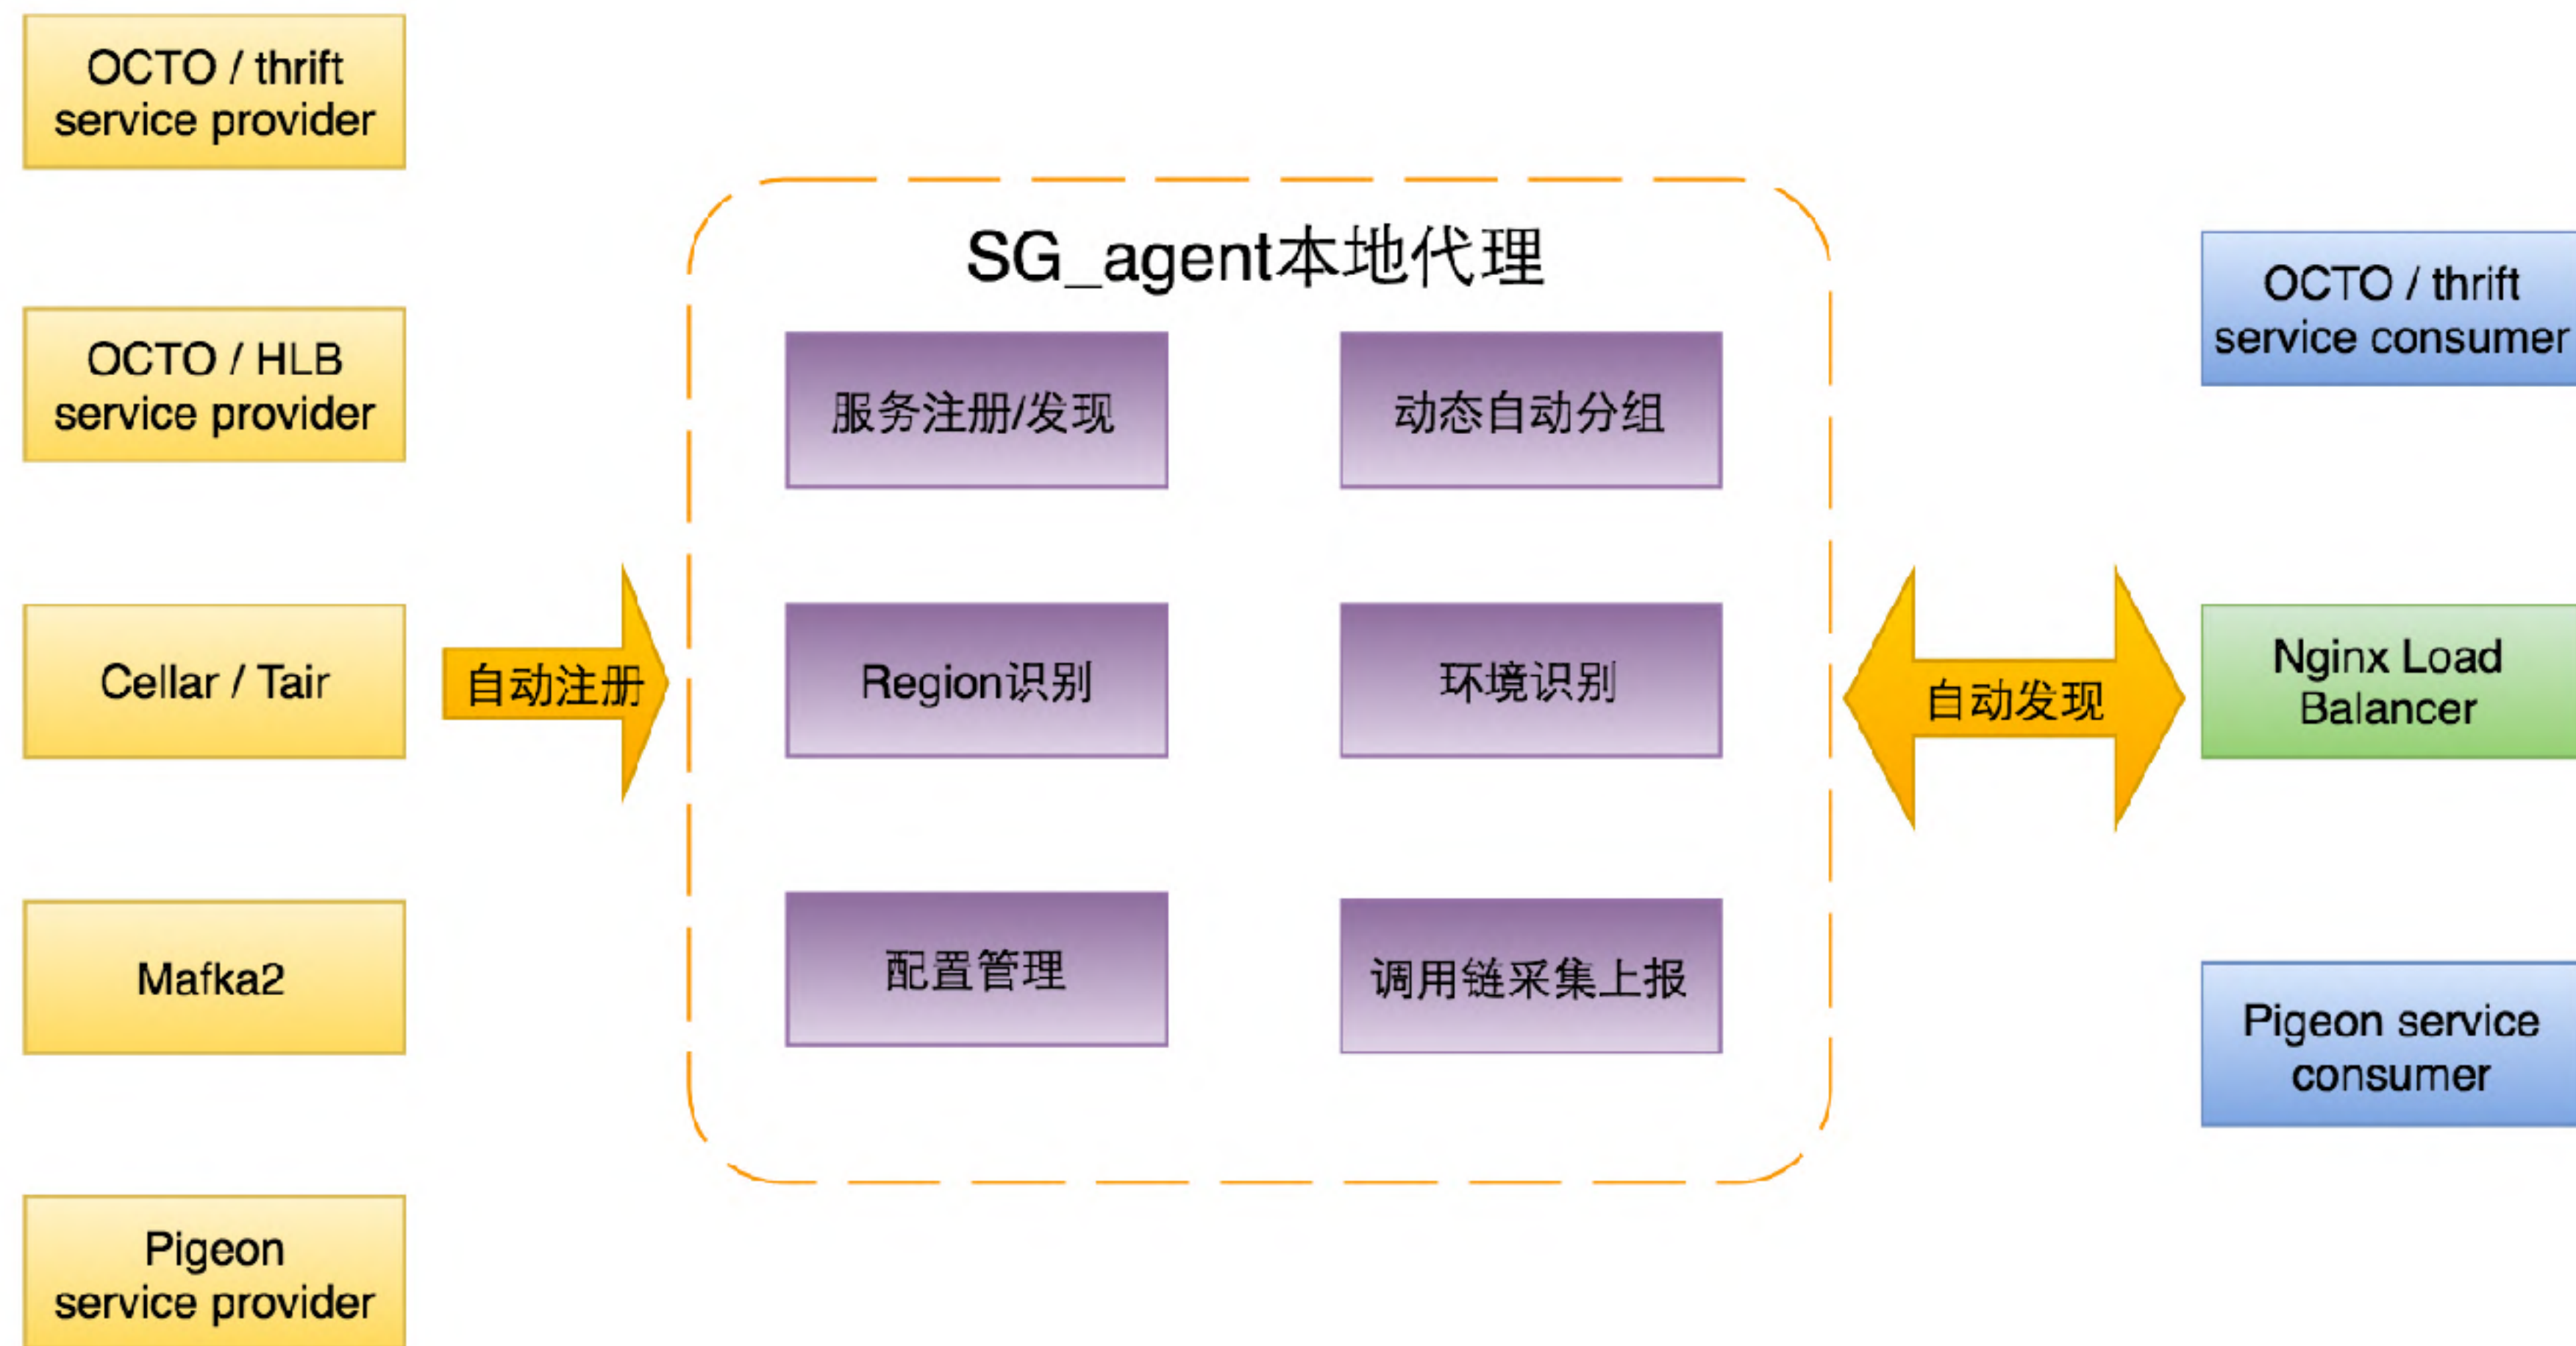 OCTO / thrift
service provider
OCTO / HLB
service provider
Cellar / Tair
Mafka2
Pigeon
service provider
自动注册
SG_agent本地代理
服务注册/发现
动态自动分组
Region识别
环境识别
配置管理
调用链采集上报
自动发现
OCTO / thrift
service consumer
Nginx Load
Balancer
Pigeon service
consumer